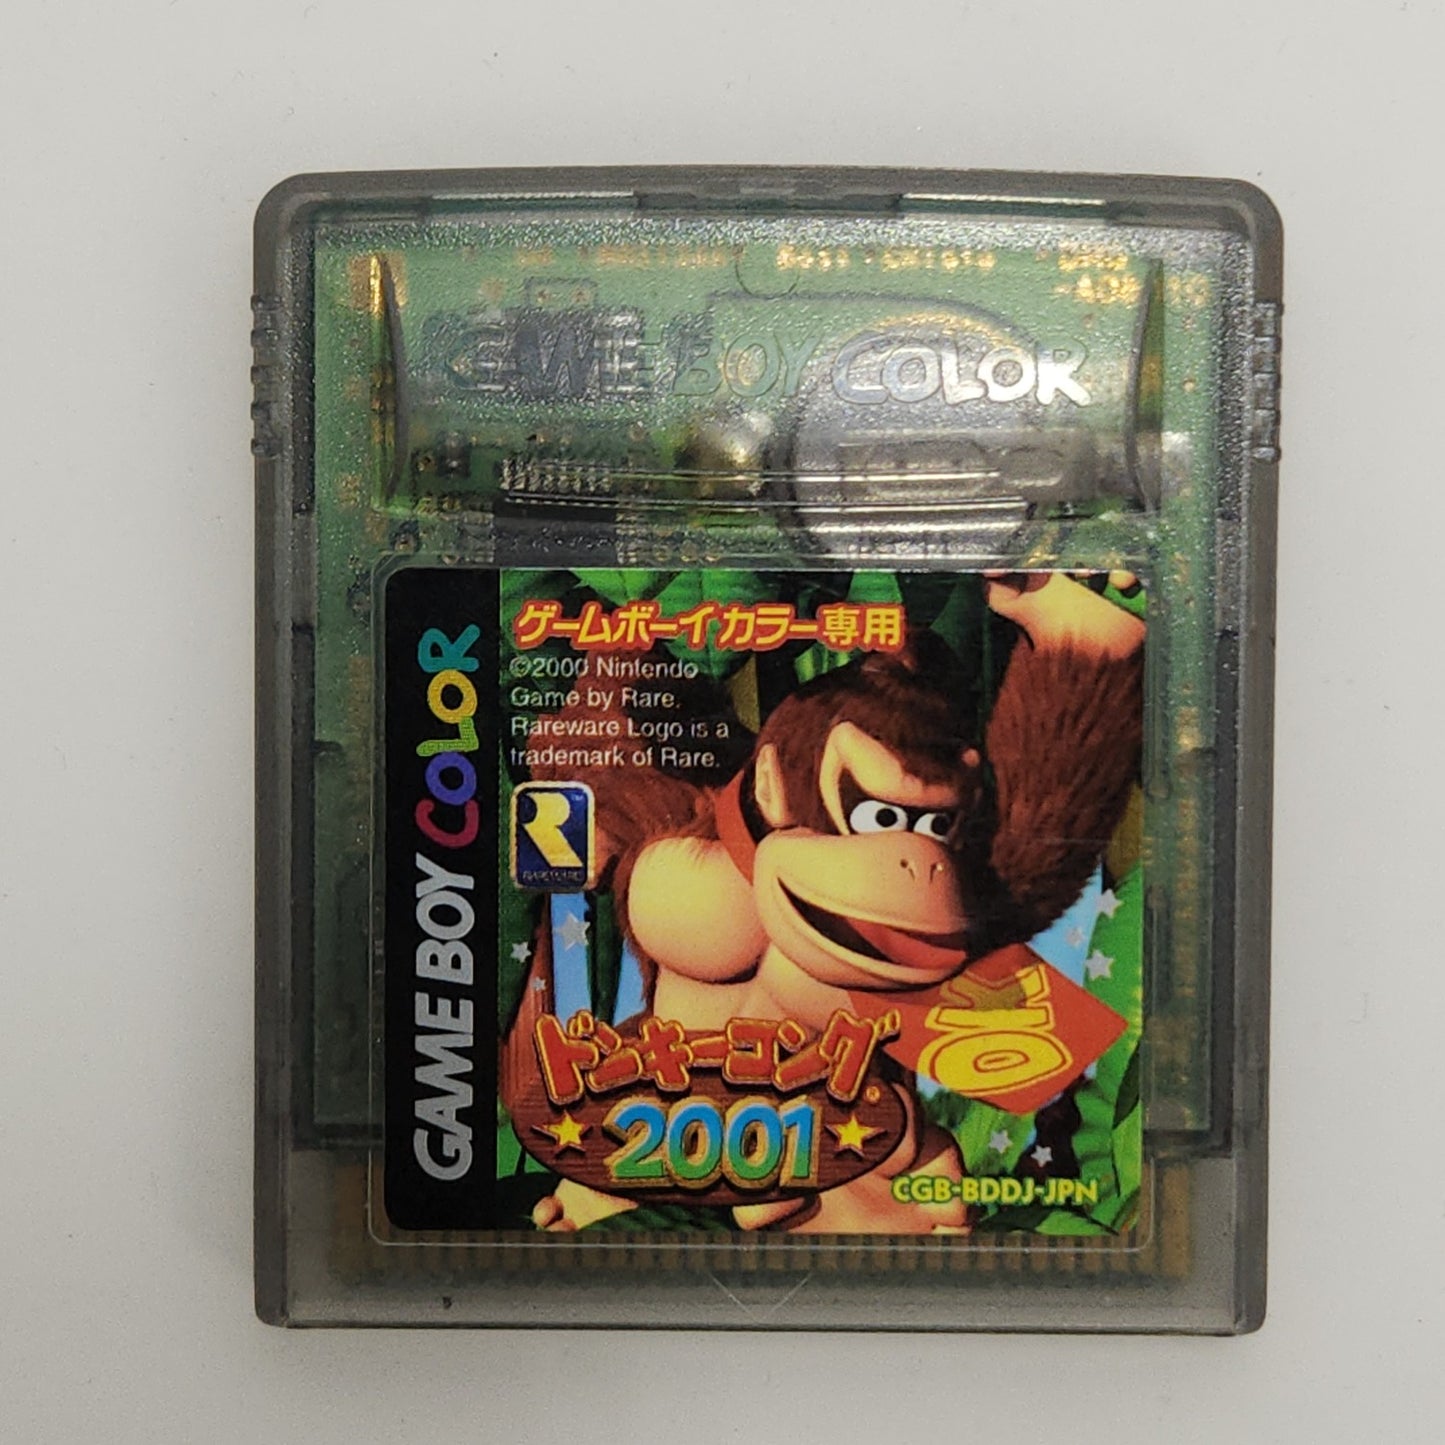 GAME BOY COLOR
GAME BOY COLOR
ゲームボーイカラー専用
©2000 Nintendo
Game by Rare.
Rareware Logo is a
trademark of Rare.
R
RAREWARE
DK
ドンキーコング®
2001
CGB-BDDJ-JPN